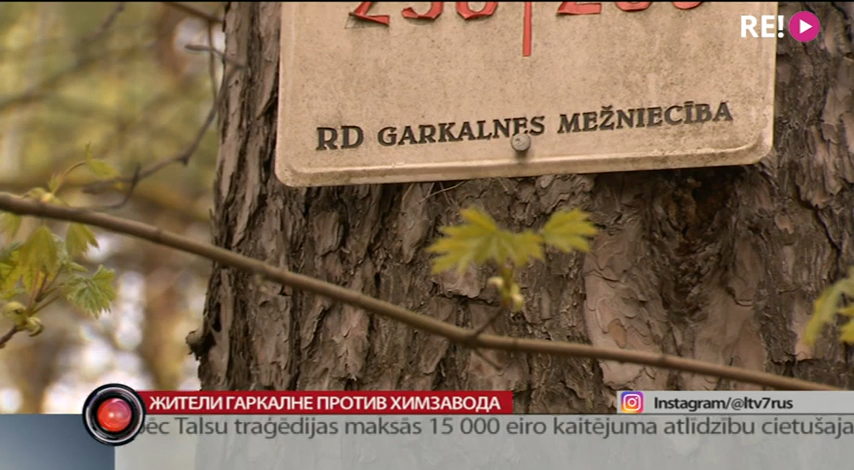 RE!
RD GARKALNES MEŽNIECĪBA
ЖИТЕЛИ ГАРКАЛНЕ ПРОТИВ ХИМЗАВОДА
Instagram/@ltv7rus
Talsu traģēdijas maksās 15 000 eiro kaitējuma atlīdzību cietušaja